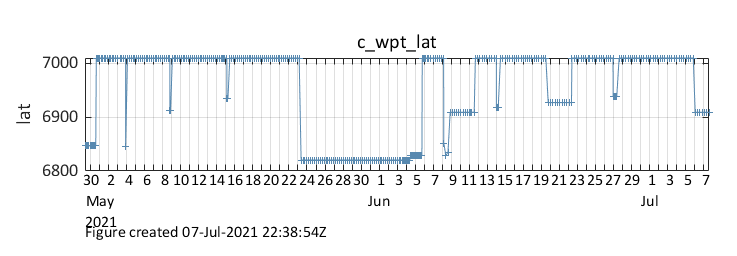 c_wpt_lat
7000
6900
6800
lat
30 2 4 6 8 10 12 14 16 18 20 22 24 26 28 30 1 3 5 7 9 11 13 15 17 19 21 23 25 27 29 1 3 5 7
May Jun Jul
2021
Figure created 07-Jul-2021 22:38:54Z